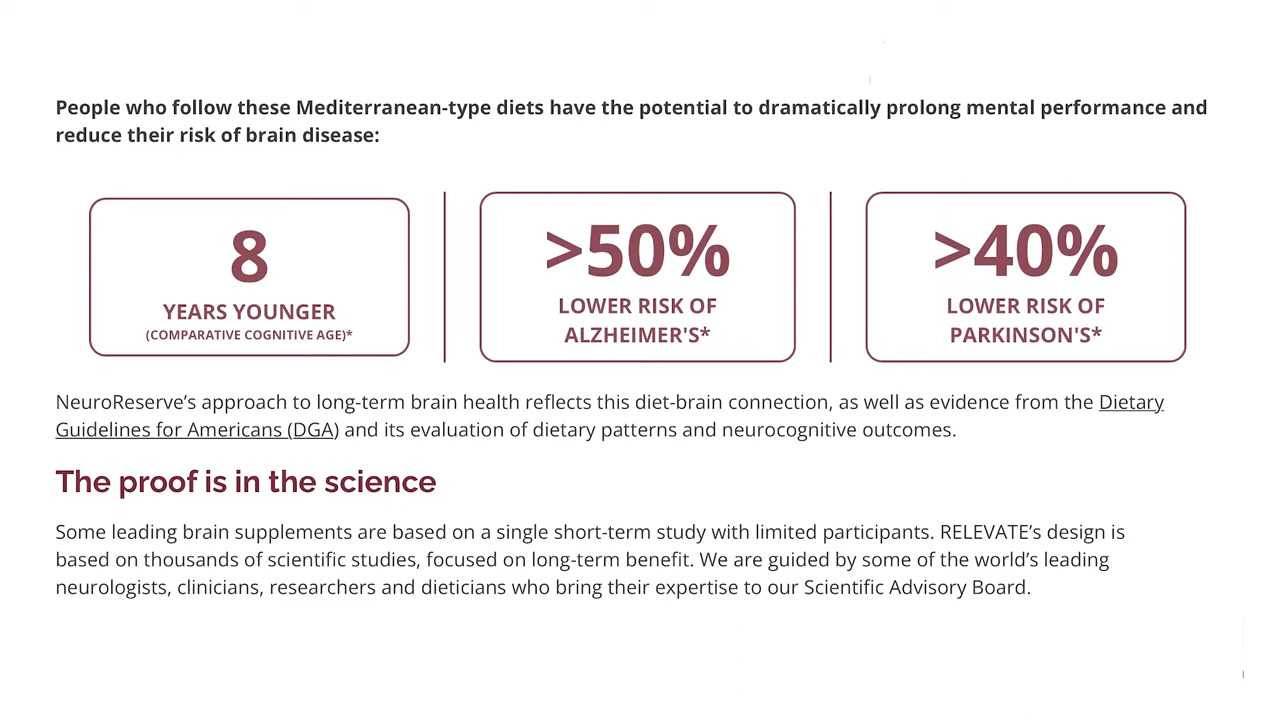 People who follow these Mediterranean-type diets have the potential to dramatically prolong mental performance and
reduce their risk of brain disease:
8
YEARS YOUNGER
(COMPARATIVE COGNITIVE AGE)*
>50%
LOWER RISK OF
ALZHEIMER'S*
>40%
LOWER RISK OF
PARKINSON'S*
NeuroReserve’s approach to long-term brain health reflects this diet-brain connection, as well as evidence from the Dietary
Guidelines for Americans (DGA) and its evaluation of dietary patterns and neurocognitive outcomes.
The proof is in the science
Some leading brain supplements are based on a single short-term study with limited participants. RELEVATE’s design is
based on thousands of scientific studies, focused on long-term benefit. We are guided by some of the world’s leading
neurologists, clinicians, researchers and dieticians who bring their expertise to our Scientific Advisory Board.